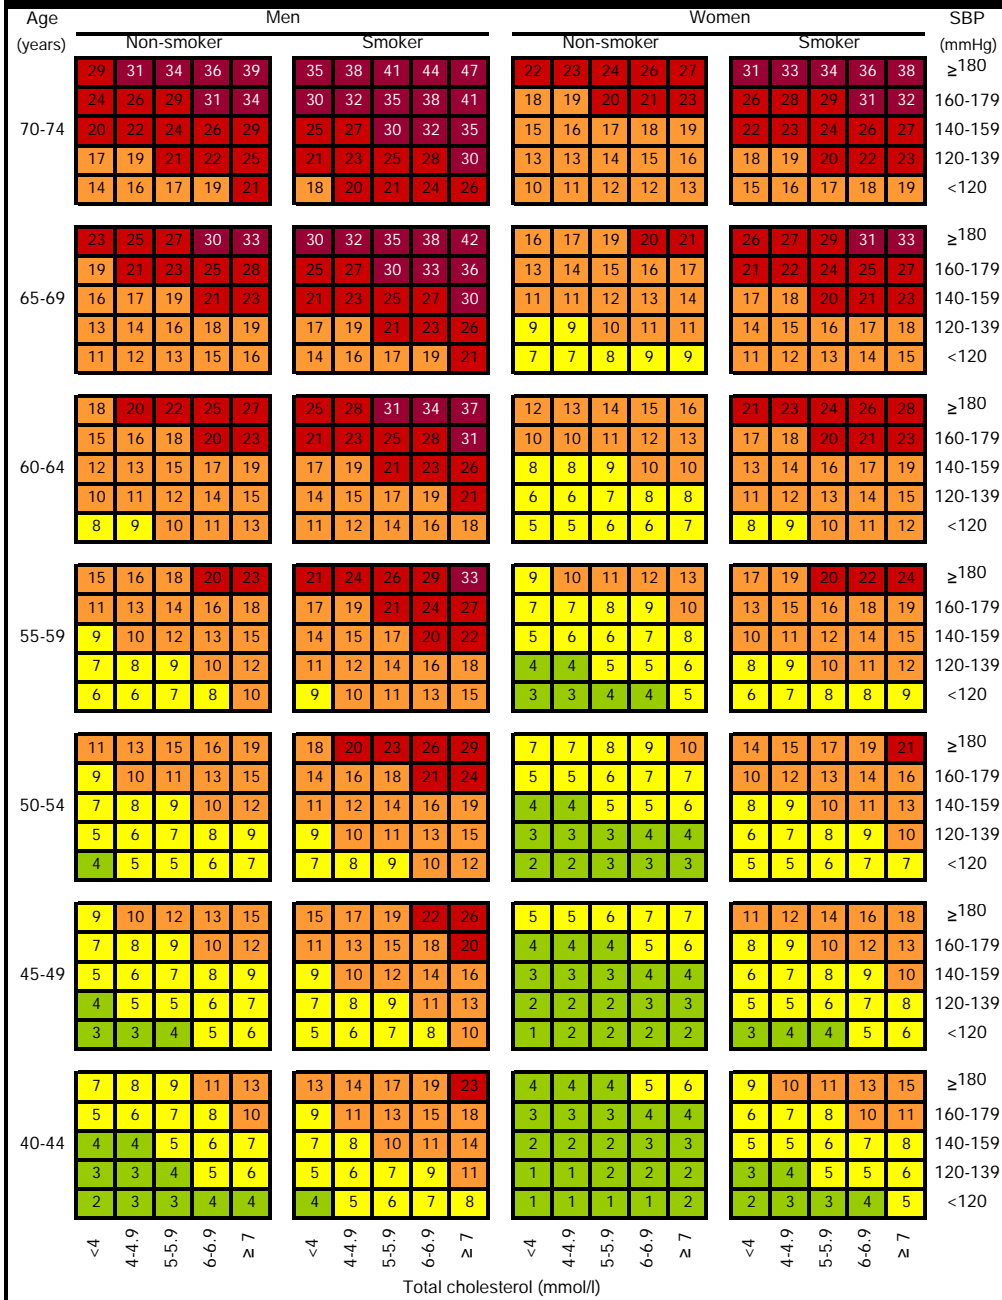 Age Men Women SBP
(years) Non-smoker Smoker Non-smoker Smoker (mmHg)
29 31 34 36 39 35 38 41 44 47 22 23 24 26 27 31 33 34 36 38 ≥180
24 26 29 31 34 30 32 35 38 41 18 19 20 21 23 26 28 29 31 32 160-179
70-74 20 22 24 26 29 25 27 30 32 35 15 16 17 18 19 22 23 24 26 27 140-159
17 19 21 22 25 21 23 25 28 30 13 13 14 15 16 18 19 20 22 23 120-139
14 16 17 19 21 18 20 21 24 26 10 11 12 12 13 15 16 17 18 19 <120
23 25 27 30 33 30 32 35 38 42 16 17 19 20 21 26 27 29 31 33 ≥180
19 21 23 25 28 25 27 30 33 36 13 14 15 16 17 21 22 24 25 27 160-179
65-69 16 17 19 21 23 21 23 25 27 30 11 11 12 13 14 17 18 20 21 23 140-159
13 14 16 18 19 17 19 21 23 26 9 9 10 11 11 14 15 16 17 18 120-139
11 12 13 15 16 14 16 17 19 21 7 7 8 9 9 11 12 13 14 15 <120
18 20 22 25 27 25 28 31 34 37 12 13 14 15 16 21 23 24 26 28 ≥180
15 16 18 20 23 21 23 25 28 31 10 10 11 12 13 17 18 20 21 23 160-179
60-64 12 13 15 17 19 17 19 21 23 26 8 8 9 10 10 13 14 16 17 19 140-159
10 11 12 14 15 14 15 17 19 21 6 6 7 8 8 11 12 13 14 15 120-139
8 9 10 11 13 11 12 14 16 18 5 5 6 6 7 8 9 10 11 12 <120
15 16 18 20 23 21 24 26 29 33 9 10 11 12 13 17 19 20 22 24 ≥180
11 13 14 16 18 17 19 21 24 27 7 7 8 9 10 13 15 16 18 19 160-179
55-59 9 10 12 13 15 14 15 17 20 22 5 6 6 7 8 10 11 12 14 15 140-159
7 8 9 10 12 11 12 14 16 18 4 4 5 5 6 8 9 10 11 12 120-139
6 6 7 8 10 9 10 11 13 15 3 3 4 4 5 6 7 8 8 9 <120
11 13 15 16 19 18 20 23 26 29 7 7 8 9 10 14 15 17 19 21 ≥180
9 10 11 13 15 14 16 18 21 24 5 5 6 7 7 10 12 13 14 16 160-179
50-54 7 8 9 10 12 11 12 14 16 19 4 4 5 5 6 8 9 10 11 13 140-159
5 6 7 8 9 9 10 11 13 15 3 3 3 4 4 6 7 8 9 10 120-139
4 5 5 6 7 7 8 9 10 12 2 2 3 3 3 5 5 6 7 7 <120
9 10 12 13 15 15 17 19 22 26 5 5 6 7 7 11 12 14 16 18 ≥180
7 8 9 10 12 11 13 15 18 20 4 4 4 5 6 8 9 10 12 13 160-179
45-49 5 6 7 8 9 9 10 12 14 16 3 3 3 4 4 6 7 8 9 10 140-159
4 5 5 6 7 7 8 9 11 13 2 2 2 3 3 5 5 6 7 8 120-139
3 3 4 5 6 5 6 7 8 10 1 2 2 2 2 3 4 4 5 6 <120
7 8 9 11 13 13 14 17 19 23 4 4 4 5 6 9 10 11 13 15 ≥180
5 6 7 8 10 9 11 13 15 18 3 3 3 4 4 6 7 8 10 11 160-179
40-44 4 4 5 6 7 7 8 10 11 14 2 2 2 3 3 5 5 6 7 8 140-159
3 3 4 5 6 5 6 7 9 11 1 1 2 2 2 3 4 5 5 6 120-139
2 3 3 4 4 4 5 6 7 8 1 1 1 1 2 2 3 3 4 5 <120
<4 4-4.9 5-5.9 6-6.9 ≥ 7 <4 4-4.9 5-5.9 6-6.9 ≥ 7 <4 4-4.9 5-5.9 6-6.9 ≥ 7 <4 4-4.9 5-5.9 6-6.9 ≥ 7
Total cholesterol (mmol/l)